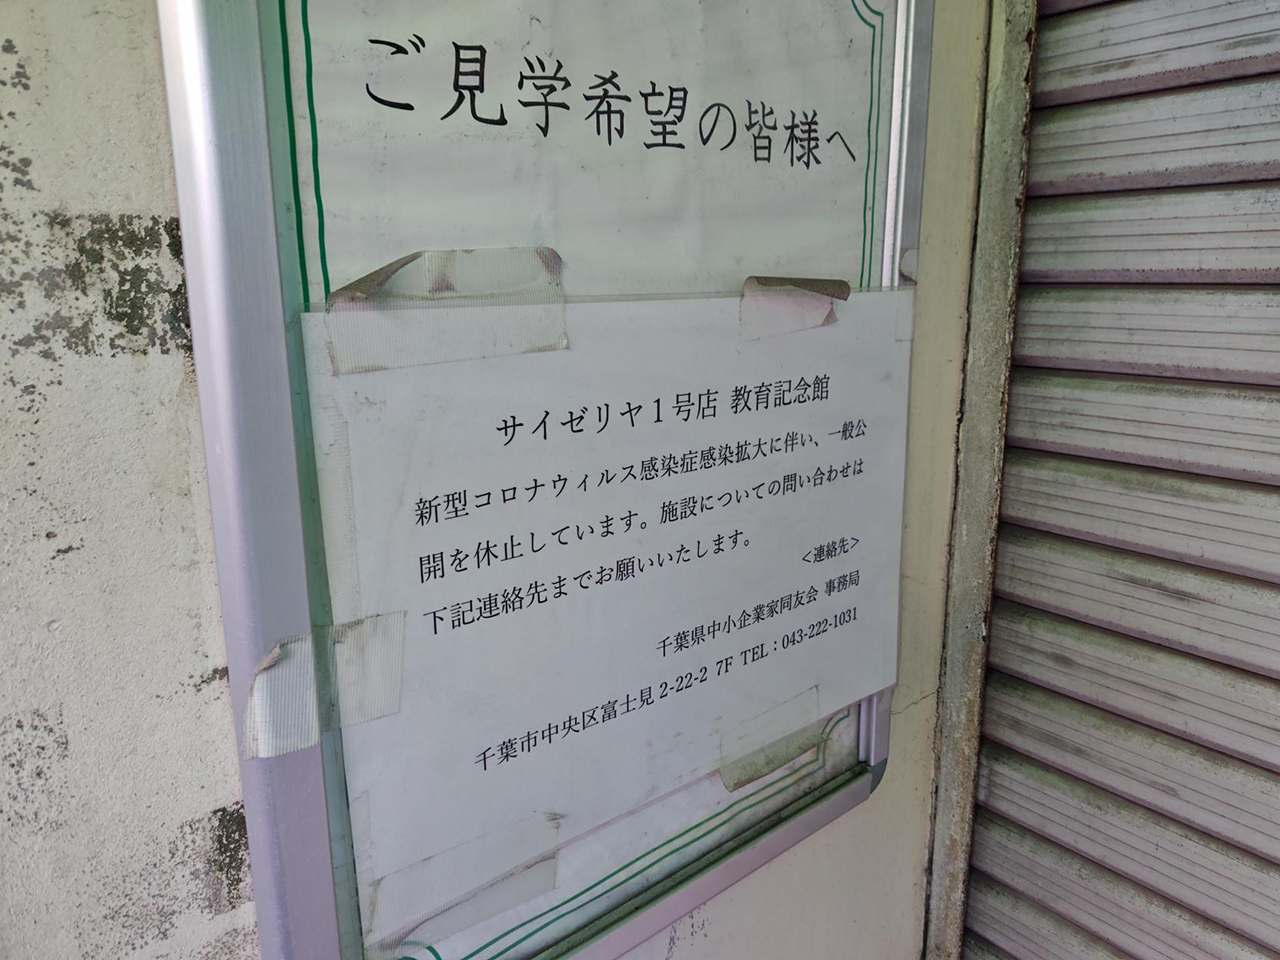 ご見学希望の皆様へ
サイゼリヤ1号店 教育記念館
新型コロナウィルス感染症感染拡大に伴い、一般公
開を休止しています。施設についての問い合わせは
下記連絡先までお願いいたします。
<連絡先>
千葉県中小企業家同友会 事務局
千葉市中央区富士見 2-22-2 7F TEL：043-222-1031